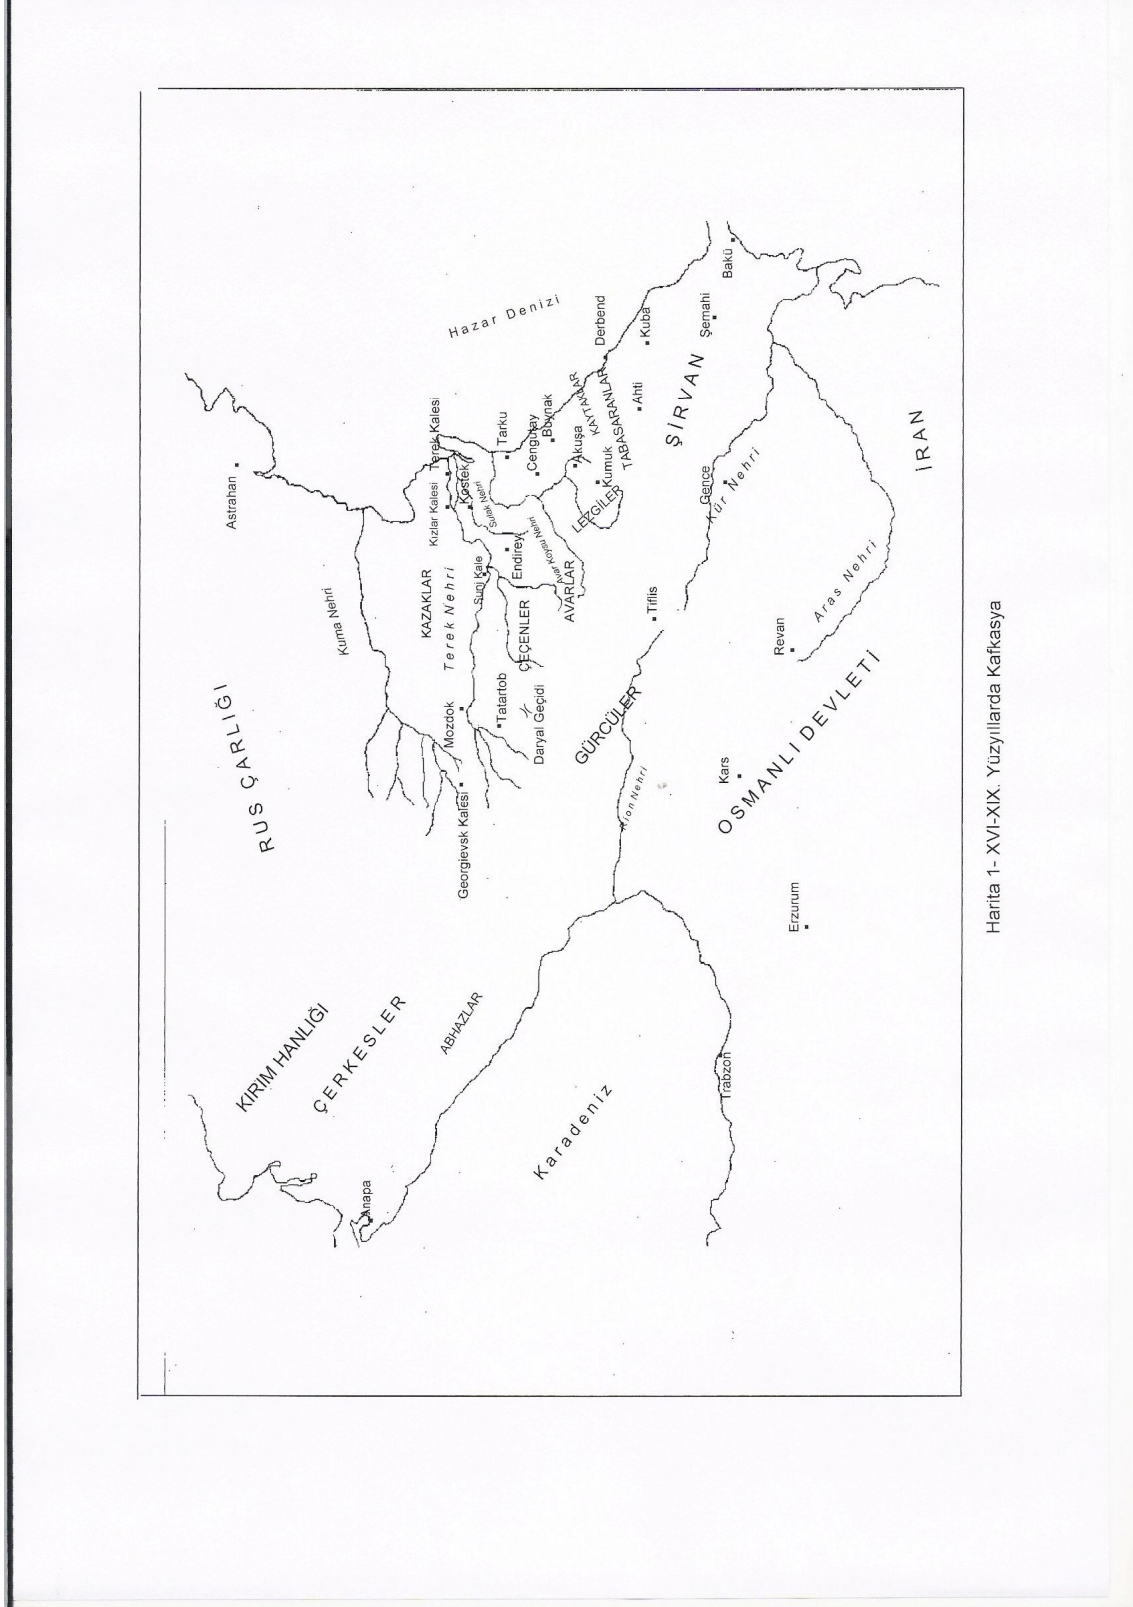 RUS ÇARLIĞI
Astrahan
Kuma Nehri
KIRIM HANLIĞI
ÇERKESLER
ABHAZLAR
Anapa
Karadeniz
Trabzon
Hazar Denizi
KAZAKLAR
Terek Nehri
Kızlar Kalesi
Terek Kalesi
Kostek
Sulak Nehri
Sunj Kale
Endirey
Mozdok
Georgievsk Kalesi
Tatartob
Daryal Geçidi
ÇEÇENLER
Avar Koysu Nehri
AVARLAR
Tarku
Cengutay
Buynak
Akuşa
KAYTAKLAR
Kumuk
TABASARANLAR
LEZGİLER
Derbend
Ahti
Kuba
Şemahi
Bakü
ŞİRVAN
Gence
Kür Nehri
Tiflis
GÜRCÜLER
Rion Nehri
Aras Nehri
Revan
Kars
Erzurum
OSMANLI DEVLETİ
İRAN
Harita 1- XVI-XIX. Yüzyıllarda Kafkasya